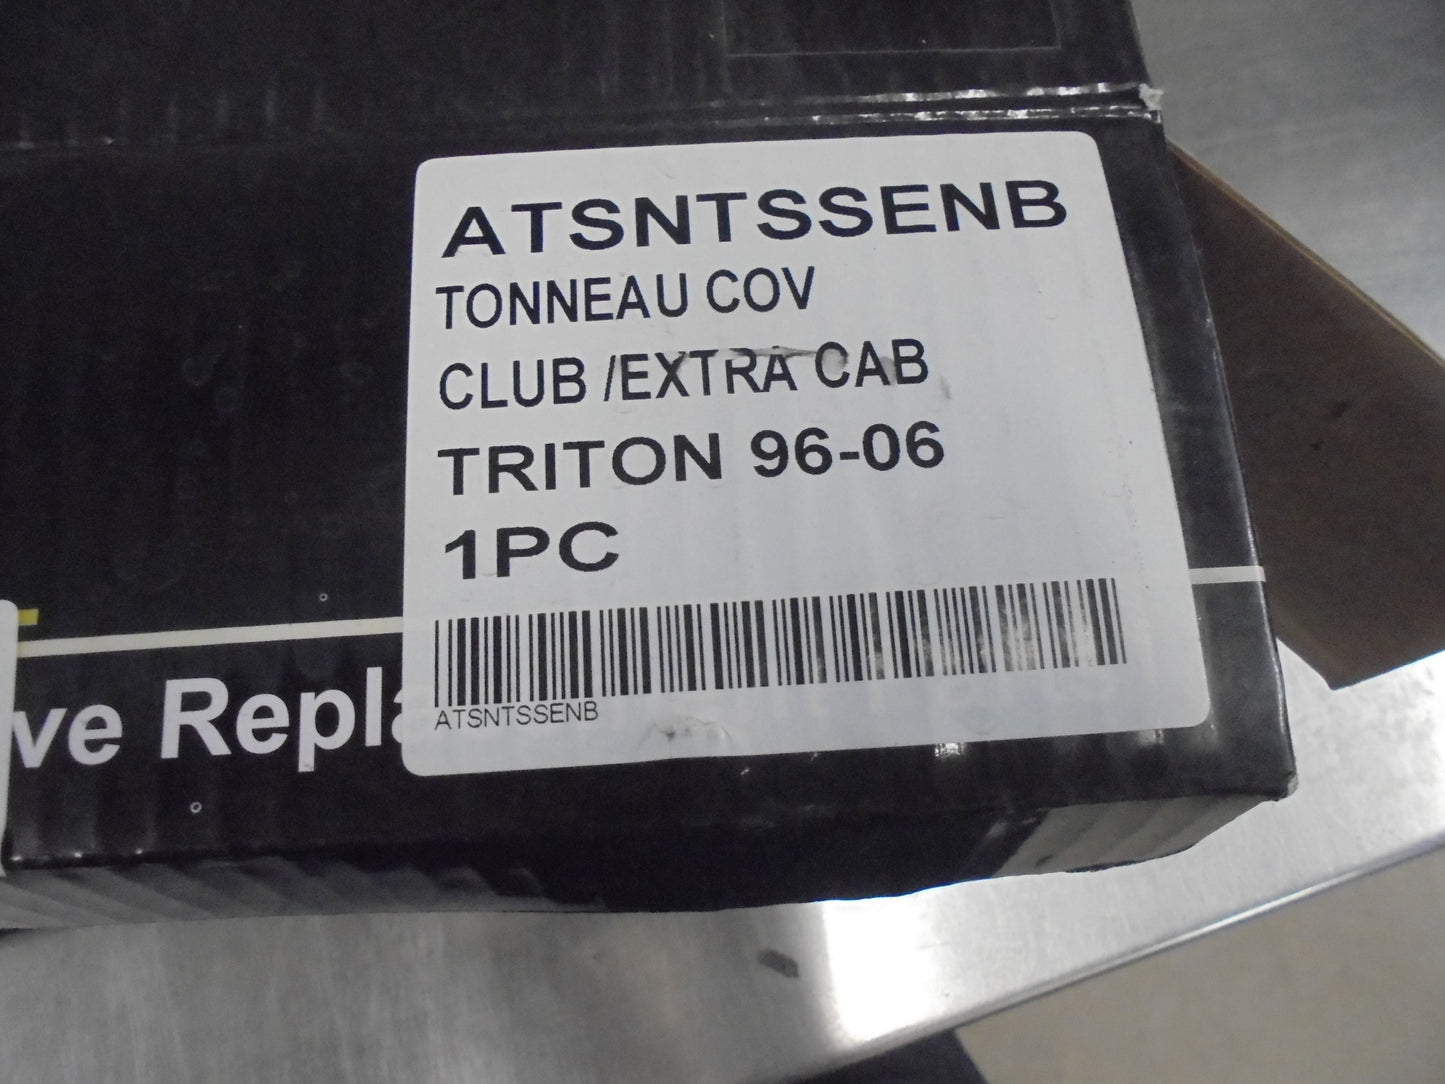 ATSNTSSENB
TONNEAU COV
CLUB /EXTRA CAB
TRITON 96-06
1PC
ATSNTSSENB
ve Repla